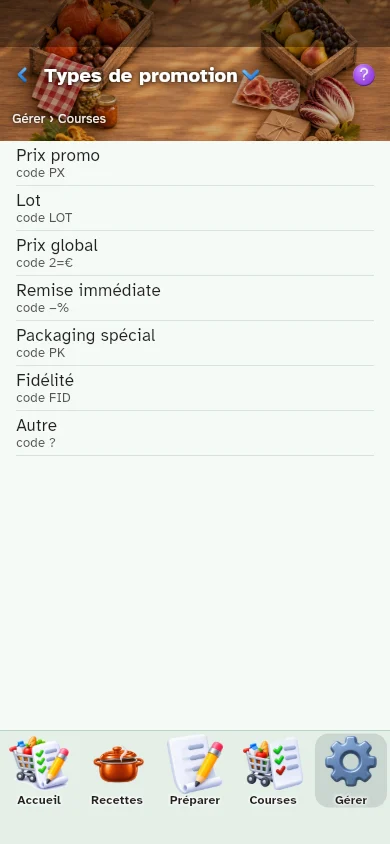 Types de promotion
?
Gérer › Courses
Prix promo
code PX
Lot
code LOT
Prix global
code 2=€
Remise immédiate
code −%
Packaging spécial
code PK
Fidélité
code FID
Autre
code ?
Accueil
Recettes
Préparer
Courses
Gérer